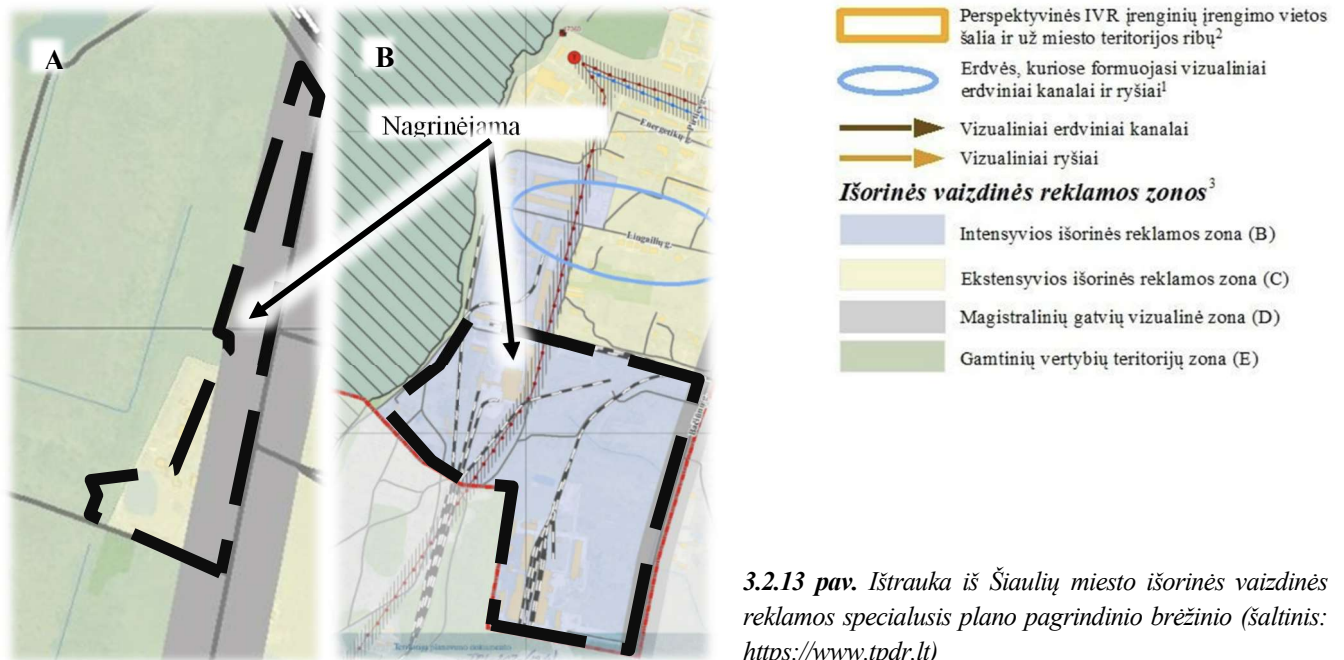 A
B
Nagrinėjama
Energetikų g.
Lingailių g.
Perspektyvinės IVR įrenginių įrengimo vietos
šalia ir už miesto teritorijos ribų²
Erdvės, kuriose formuojasi vizualiniai
erdviniai kanalai ir ryšiai¹
Vizualiniai erdviniai kanalai
Vizualiniai ryšiai
Išorinės vaizdinės reklamos zonos³
Intensyvios išorinės reklamos zona (B)
Ekstensyvios išorinės reklamos zona (C)
Magistralinių gatvių vizualinė zona (D)
Gamtinių vertybių teritorijų zona (E)
3.2.13 pav. Ištrauka iš Šiaulių miesto išorinės vaizdinės
reklamos specialusis plano pagrindinio brėžinio (šaltinis:
https://www.tpdr.lt)